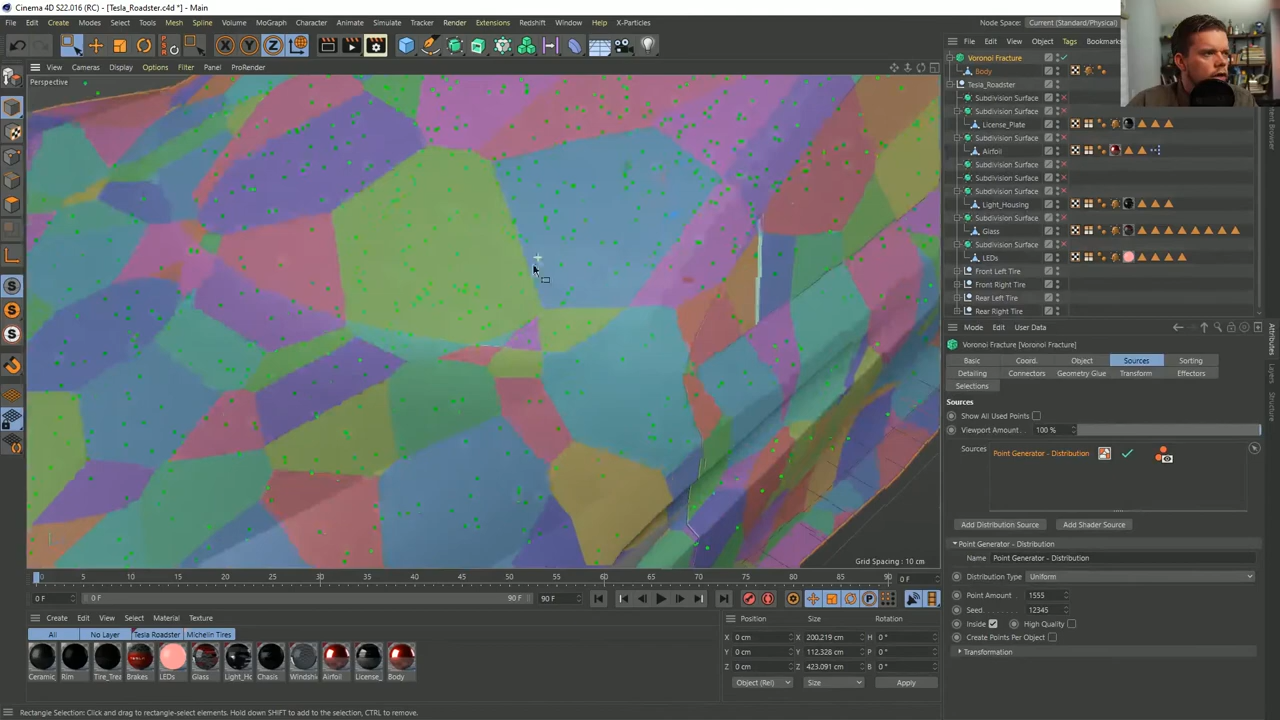 Cinema 4D S22.016 (RC) - [Tesla_Roadster.c4d *] - Main
File Edit Create Modes Select Tools Mesh Spline Volume MoGraph Character Animate Simulate Tracker Render Extensions Redshift Window Help X-Particles
Node Space: Current (Standard/Physical)
View Cameras Display Options Filter Panel ProRender
Perspective
Grid Spacing : 10 cm
File Edit View Object Tags Bookmarks
Voronoi Fracture
Body
Tesla_Roadster
Subdivision Surface
Subdivision Surface
License_Plate
Subdivision Surface
Airfoil
Subdivision Surface
Subdivision Surface
Subdivision Surface
Light_Housing
Subdivision Surface
Glass
Subdivision Surface
LEDs
Front Left Tire
Front Right Tire
Rear Left Tire
Rear Right Tire
Mode Edit User Data
Voronoi Fracture [Voronoi Fracture]
Basic Coord. Object Sources Sorting
Detailing Connectors Geometry Glue Transform Effectors
Selections
Sources
Show All Used Points
Viewport Amount . 100 %
Sources Point Generator - Distribution
Add Distribution Source Add Shader Source
Point Generator - Distribution
Name Point Generator - Distribution
Distribution Type Uniform
Point Amount 1555
Seed. . . . . . . . 12345
Inside High Quality
Create Points Per Object
Transformation
Attributes
Layers
Structure
0 5 10 15 20 25 30 35 40 45 50 55 60 65 70 75 80 85 90 0 F
0 F 0 F 90 F 90 F
Create Edit View Select Material Texture
All No Layer Tesla Roadster Michelin Tires
Ceramic Rim Tire_Trea Brakes LEDs Glass Light_Ho Chasis Windshi Airfoil License_ Body
Position Size Rotation
X 0 cm X 200.219 cm H 0 °
Y 0 cm Y 112.328 cm P 0 °
Z 0 cm Z 423.091 cm B 0 °
Object (Rel) Size Apply
Rectangle Selection: Click and drag to rectangle-select elements. Hold down SHIFT to add to the selection, CTRL to remove.